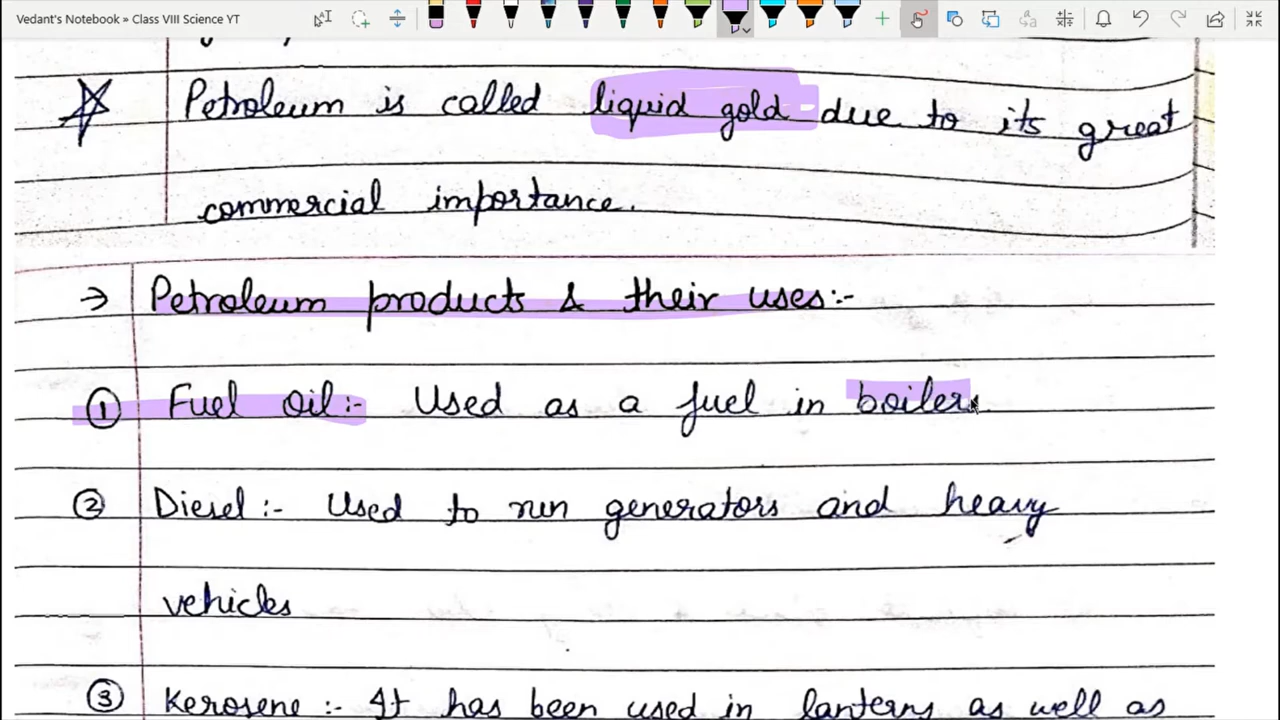 Vedant's Notebook » Class VIII Science YT
Petroleum is called liquid gold due to its great
commercial importance.
→ Petroleum products & their uses:-
① Fuel oil:- Used as a fuel in boilers.
② Diesel:- Used to run generators and heavy
vehicles
③ Kerosene:- It has been used in lanterns as well as